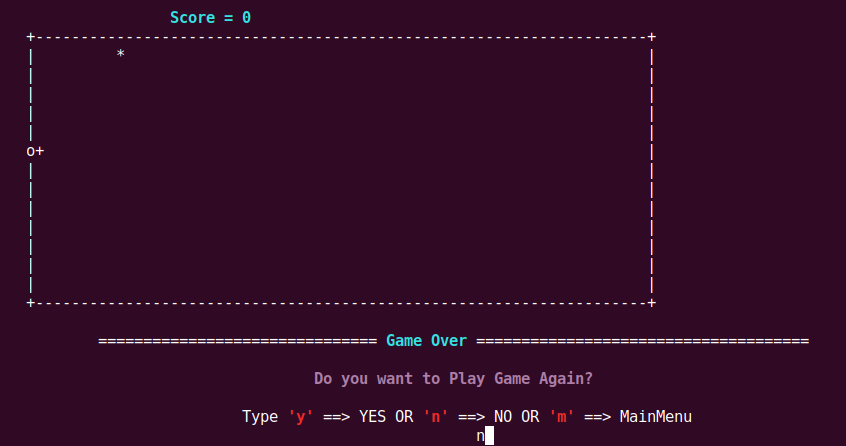 Score = 0
+--------------------------------------------------------------------+
| * |
| |
| |
| |
| |
o+ |
| |
| |
| |
| |
| |
| |
| |
+--------------------------------------------------------------------+
=============================== Game Over =====================================
Do you want to Play Game Again?
Type 'y' ==> YES OR 'n' ==> NO OR 'm' ==> MainMenu
n